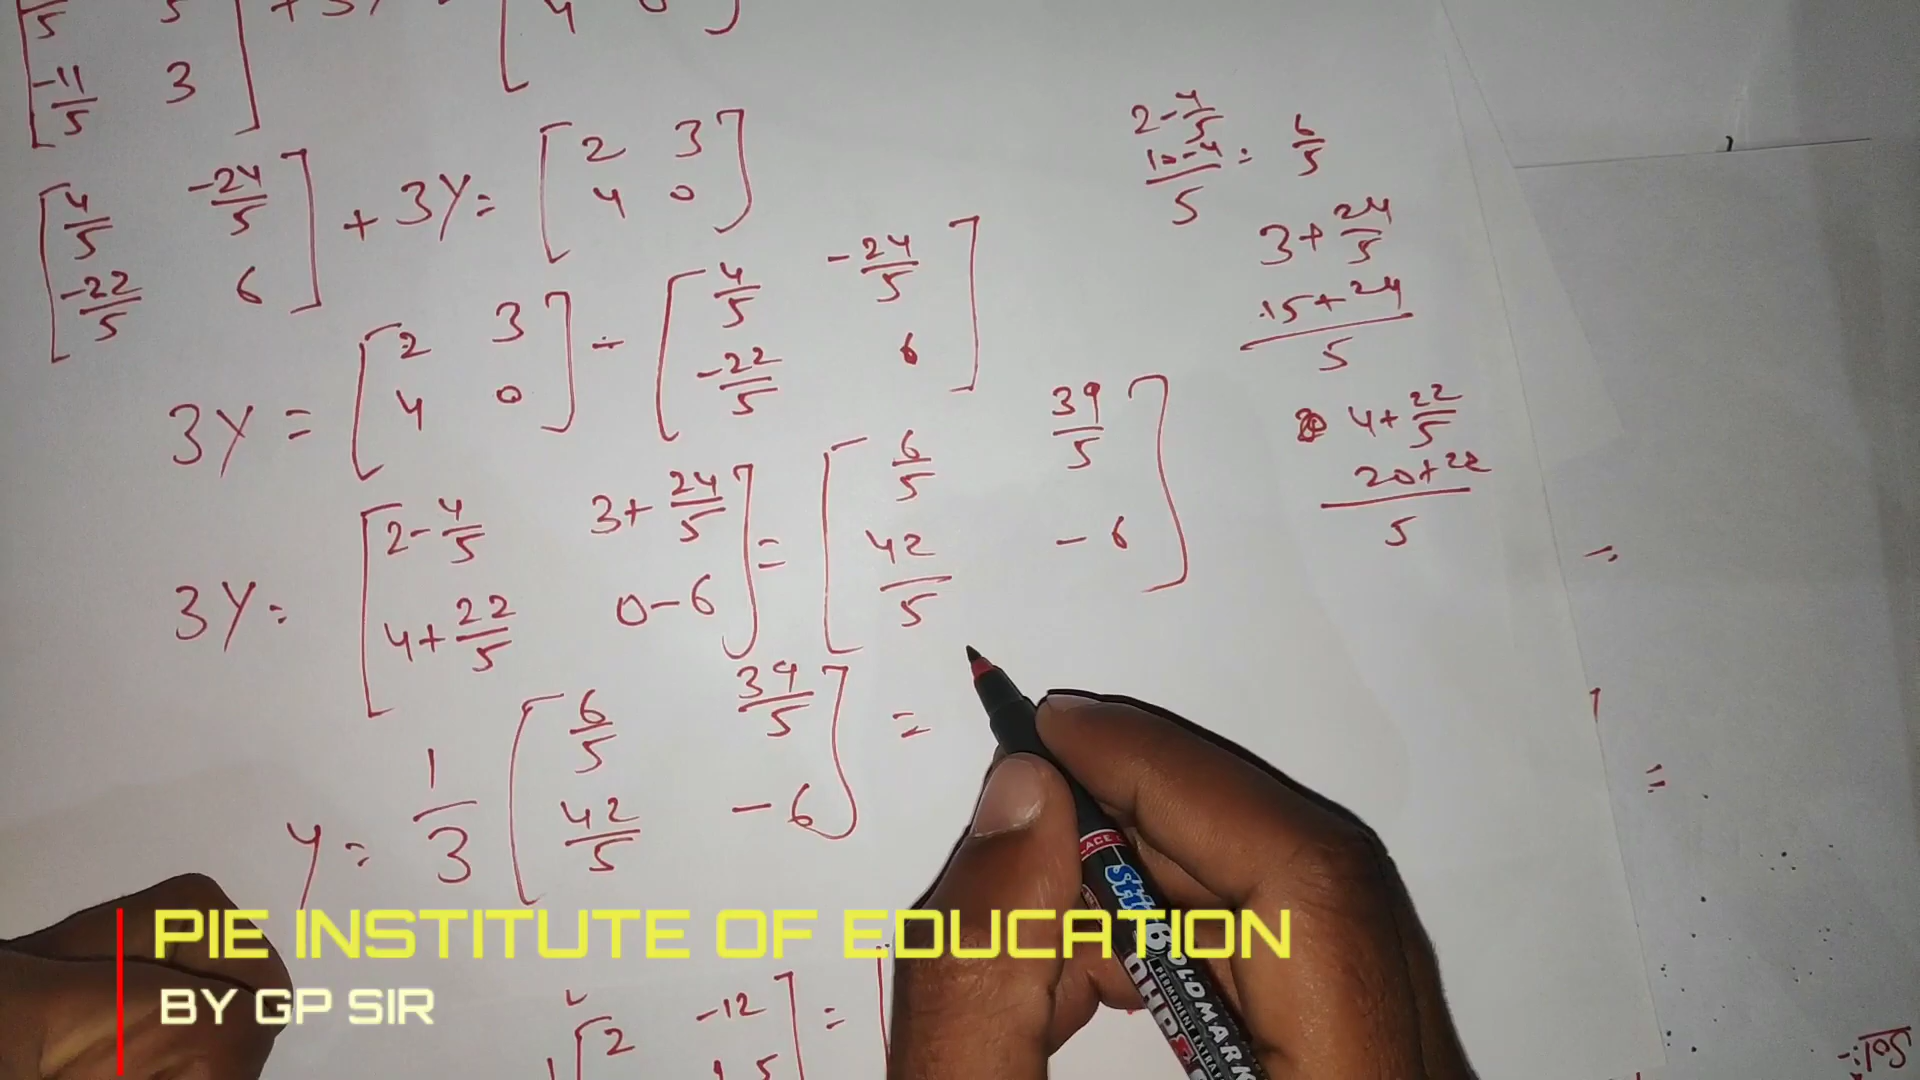 -11/5 3
[4/5 -24/5
-22/5 6] + 3Y = [2 3
4 0]
3Y = [2 3
4 0] - [4/5 -24/5
-22/5 6]
3Y = [2-4/5 3+24/5
4+22/5 0-6] = [6/5 39/5
42/5 -6]
y = 1/3 [6/5 39/5
42/5 -6] =
2-4/5
10-4/5 = 6/5
3+24/5
15+24/5
4+22/5
20+22/5
PIE INSTITUTE OF EDUCATION
BY GP SIR
2 -12 =